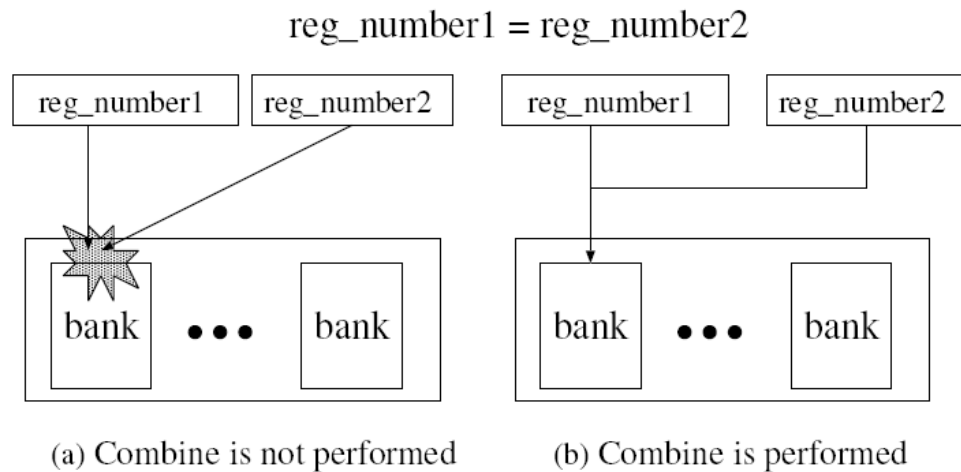 reg_number1 = reg_number2
reg_number1
reg_number2
reg_number1
reg_number2
bank
bank
bank
bank
(a) Combine is not performed
(b) Combine is performed